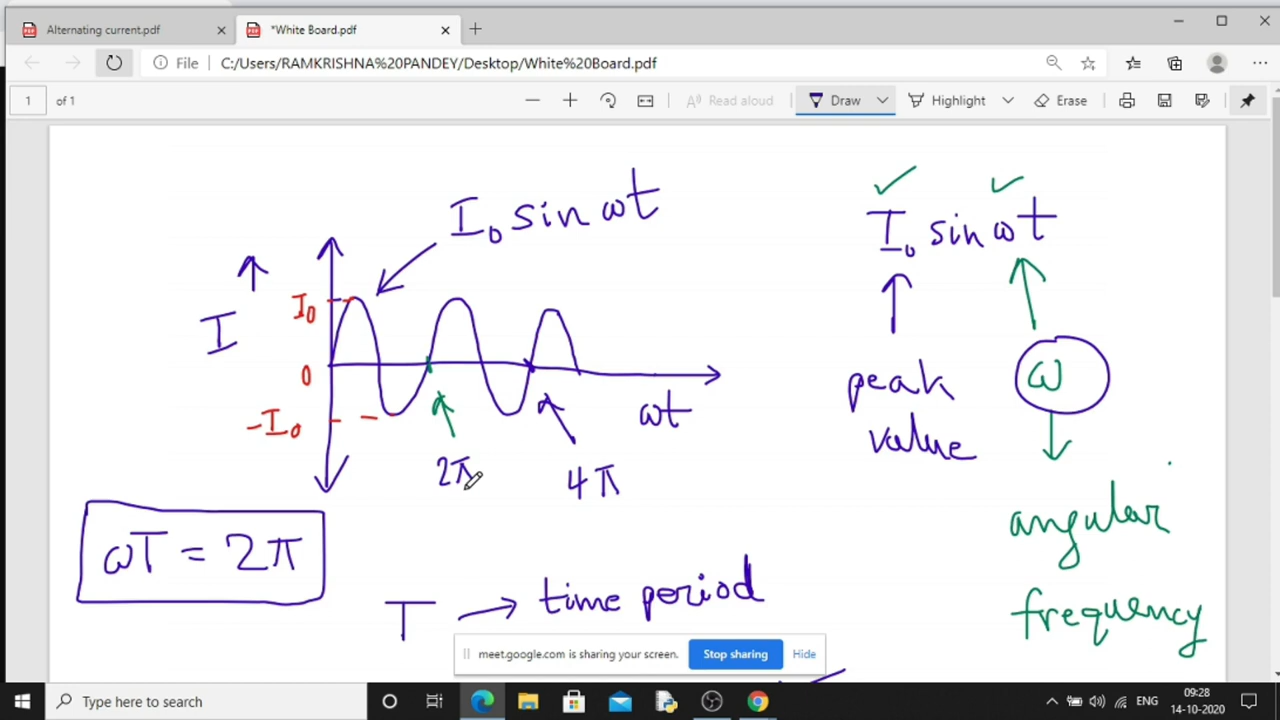 Alternating current.pdf
*White Board.pdf
File
C:/Users/RAMKRISHNA%20PANDEY/Desktop/White%20Board.pdf
1
of 1
Read aloud
Draw
Highlight
Erase
I₀ sin ωt
I₀ sin ωt
I
I₀
0
-I₀
ωt
2π
4π
peak
value
ω
angular
frequency
ωT = 2π
T → time period
meet.google.com is sharing your screen.
Stop sharing
Hide
Type here to search
ENG
09:28
14-10-2020